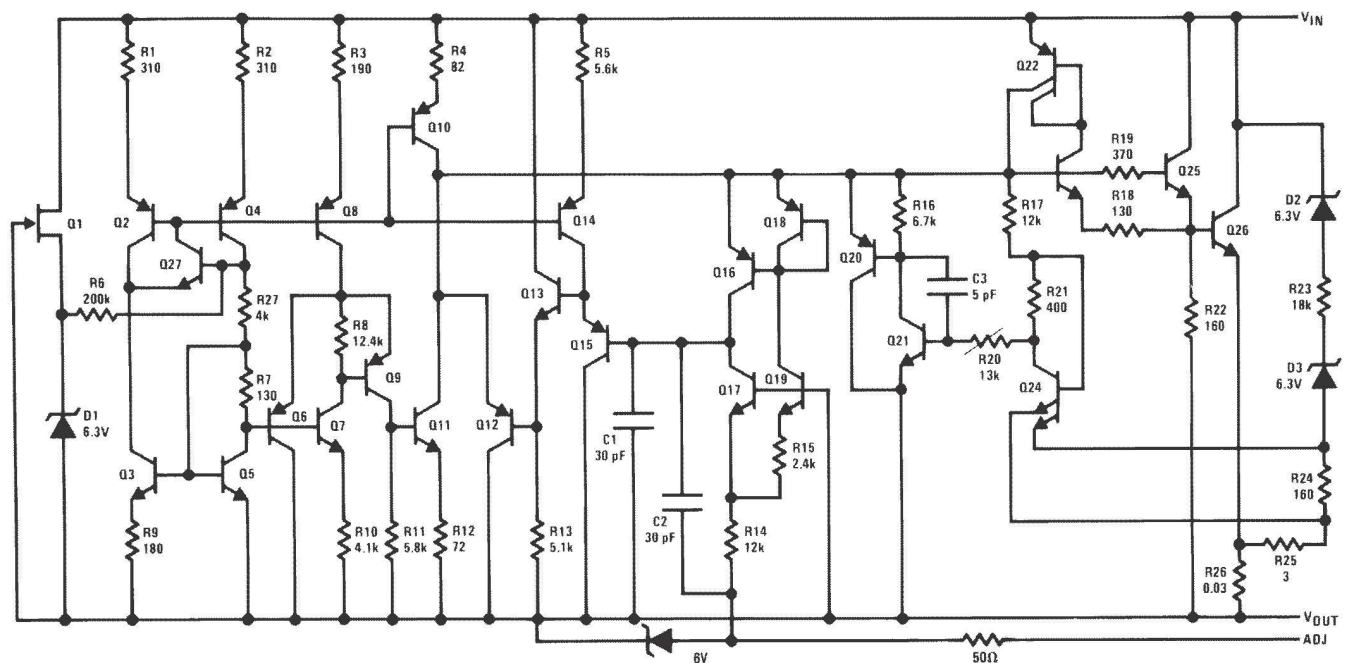 V_IN
R1
310
R2
310
R3
190
R4
82
R5
5.6k
Q22
Q10
R19
370
Q25
Q1
Q2
Q4
Q8
Q14
Q18
R16
6.7k
R17
12k
R18
130
Q26
D2
6.3V
Q27
Q16
Q20
R6
200k
R27
4k
Q13
C3
5 pF
R21
400
R22
160
R23
18k
R8
12.4k
Q15
Q21
R20
13k
R7
130
Q9
Q17
Q19
Q24
D3
6.3V
D1
6.3V
Q6
Q7
Q11
Q12
C1
30 pF
R15
2.4k
Q3
Q5
R24
160
R9
180
R10
4.1k
R11
5.8k
R12
72
R13
5.1k
C2
30 pF
R14
12k
R26
0.03
R25
3
V_OUT
ADJ
6V
50Ω